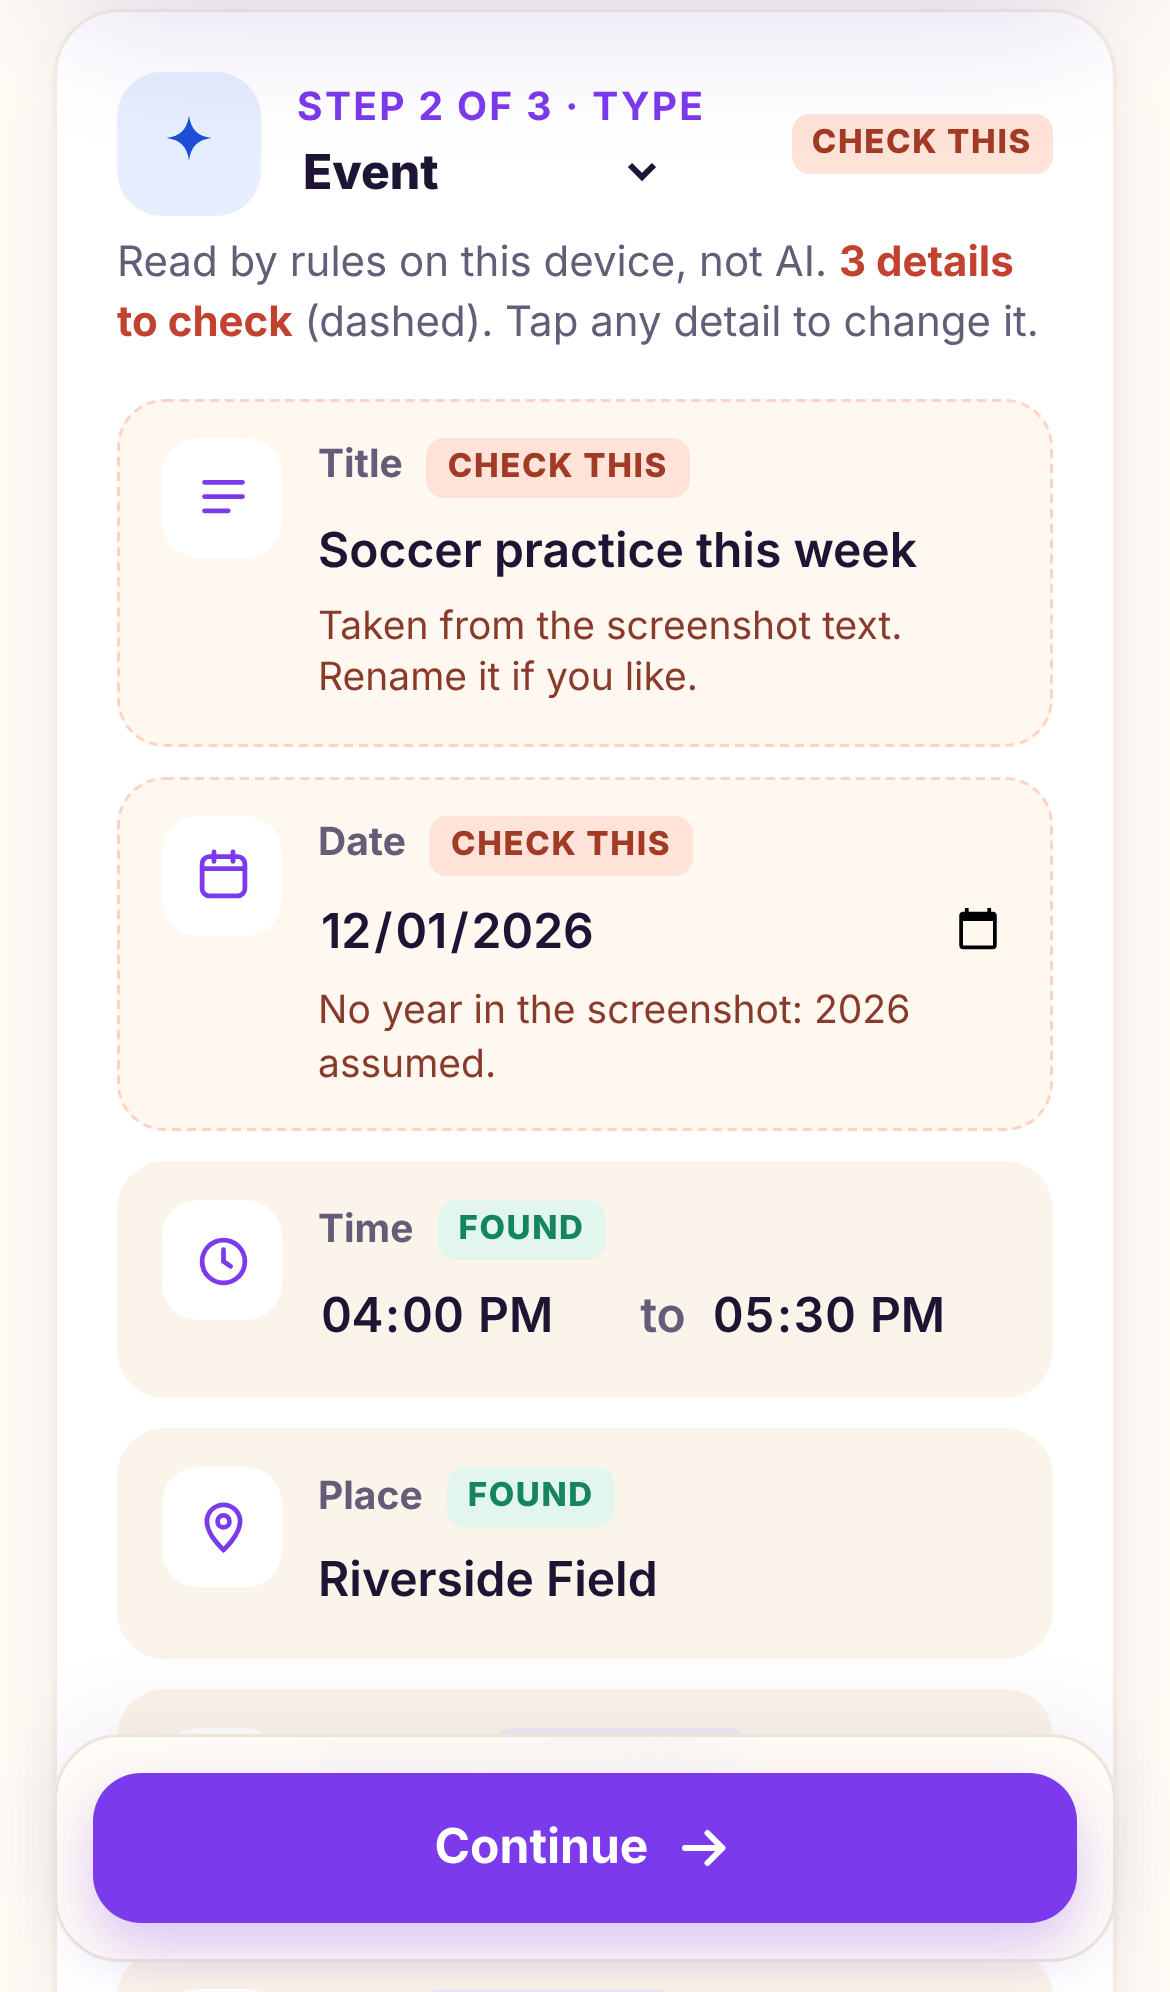 STEP 2 OF 3 · TYPE
Event
CHECK THIS
Read by rules on this device, not AI. 3 details
to check (dashed). Tap any detail to change it.
Title CHECK THIS
Soccer practice this week
Taken from the screenshot text.
Rename it if you like.
Date CHECK THIS
12/01/2026
No year in the screenshot: 2026
assumed.
Time FOUND
04:00 PM to 05:30 PM
Place FOUND
Riverside Field
Continue →